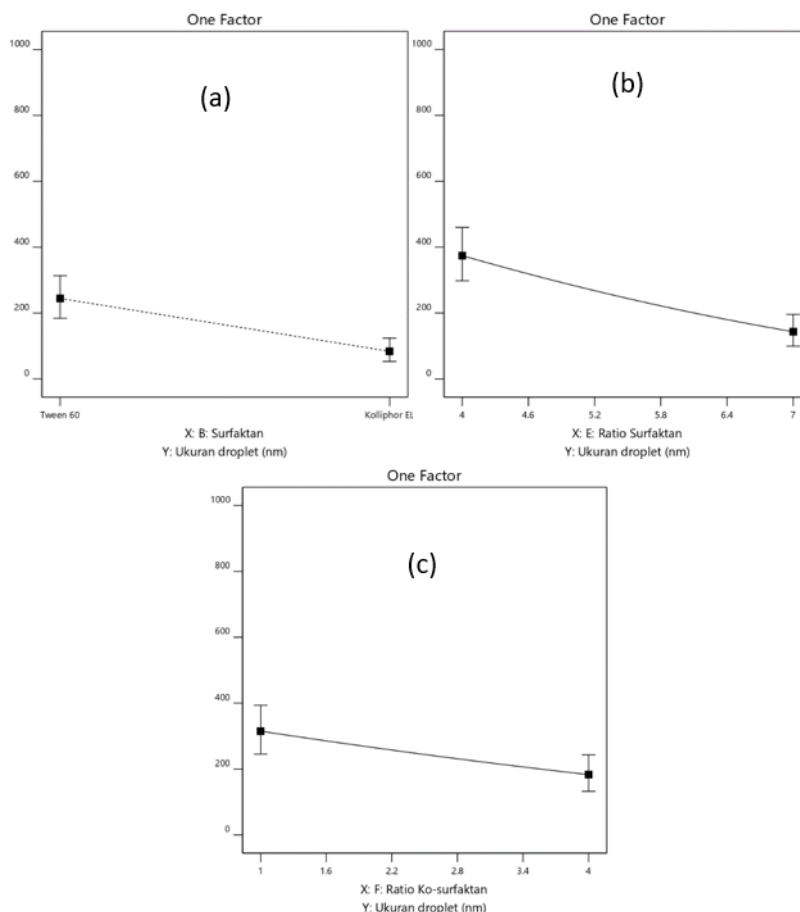 One Factor
(a)
1000
800
600
400
200
0
Tween 60
Kolliphor EL
X: B: Surfaktan
Y: Ukuran droplet (nm)
One Factor
(b)
1000
800
600
400
200
0
4 4.6 5.2 5.8 6.4 7
X: E: Ratio Surfaktan
Y: Ukuran droplet (nm)
One Factor
(c)
1000
800
600
400
200
0
1 1.6 2.2 2.8 3.4 4
X: F: Ratio Ko-surfaktan
Y: Ukuran droplet (nm)